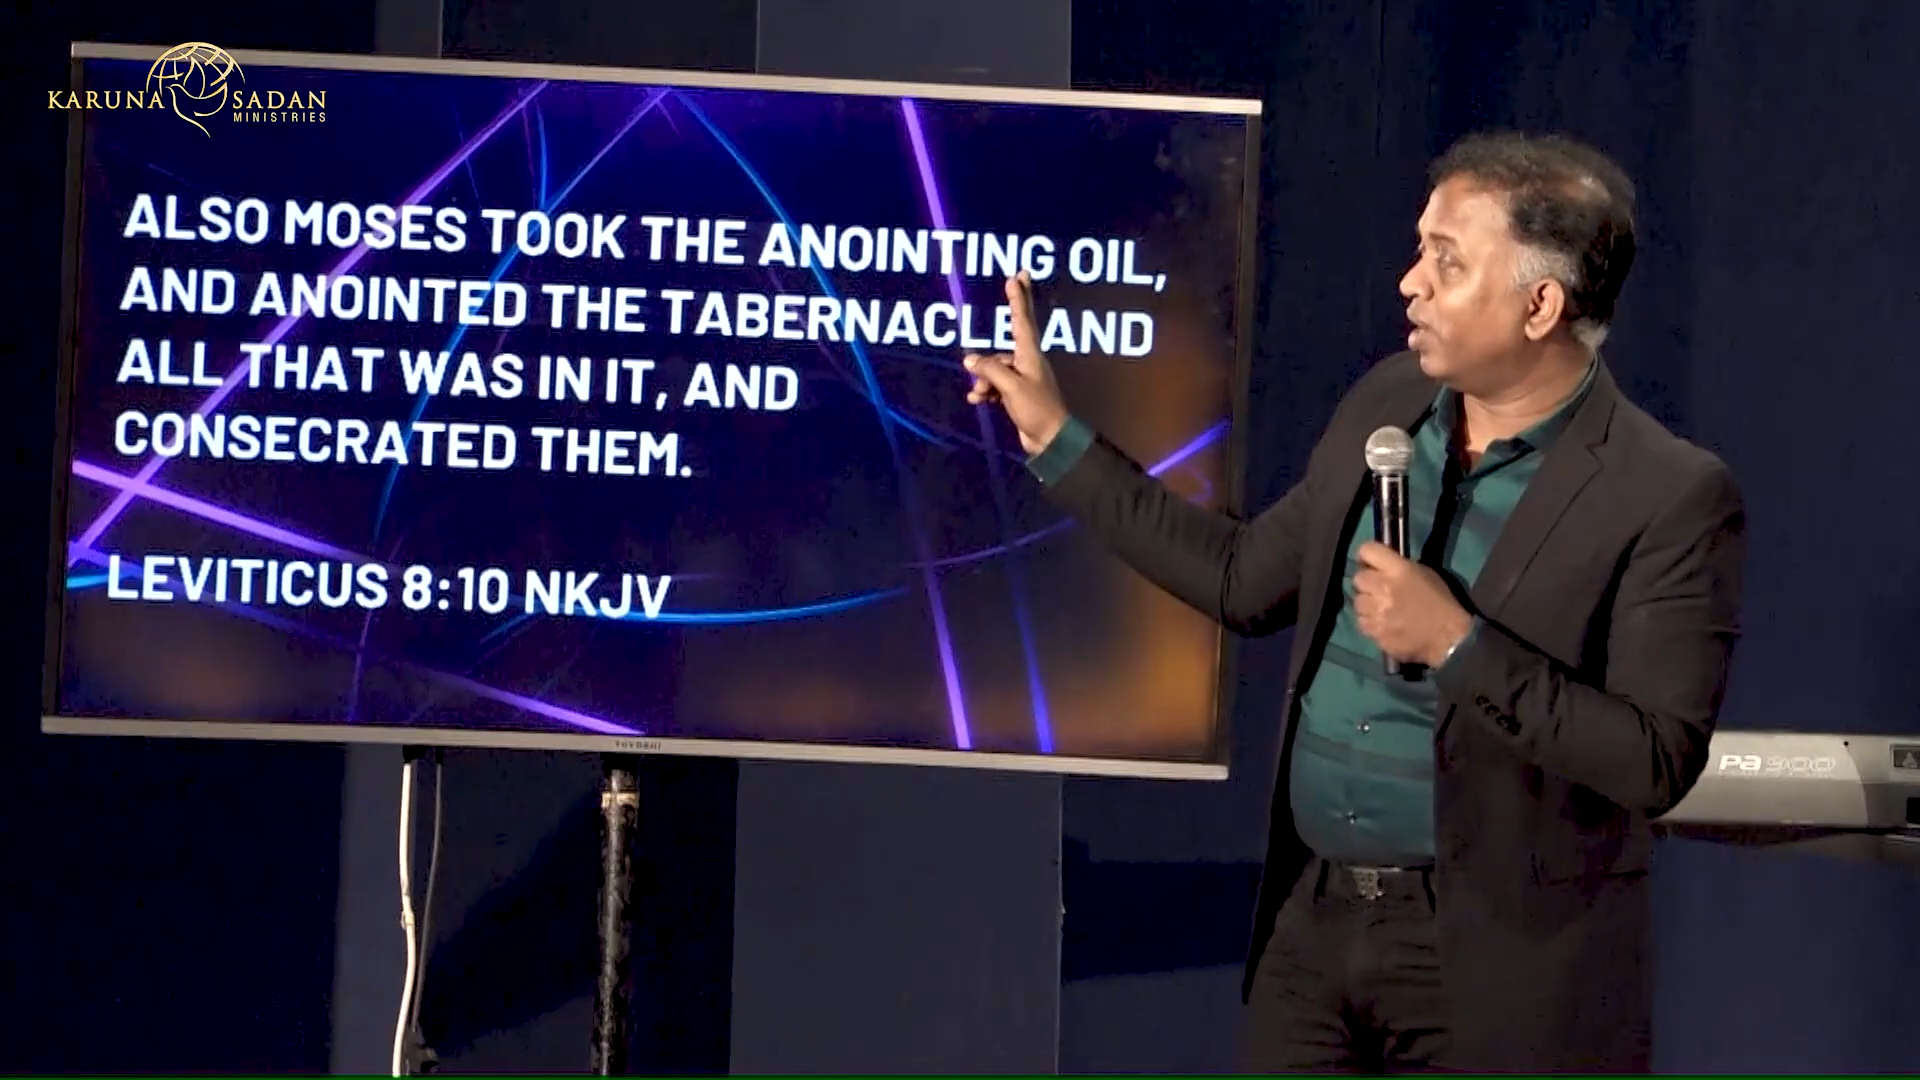 KARUNA SADAN
MINISTRIES
ALSO MOSES TOOK THE ANOINTING OIL,
AND ANOINTED THE TABERNACLE AND
ALL THAT WAS IN IT, AND
CONSECRATED THEM.
LEVITICUS 8:10 NKJV
Pa 900